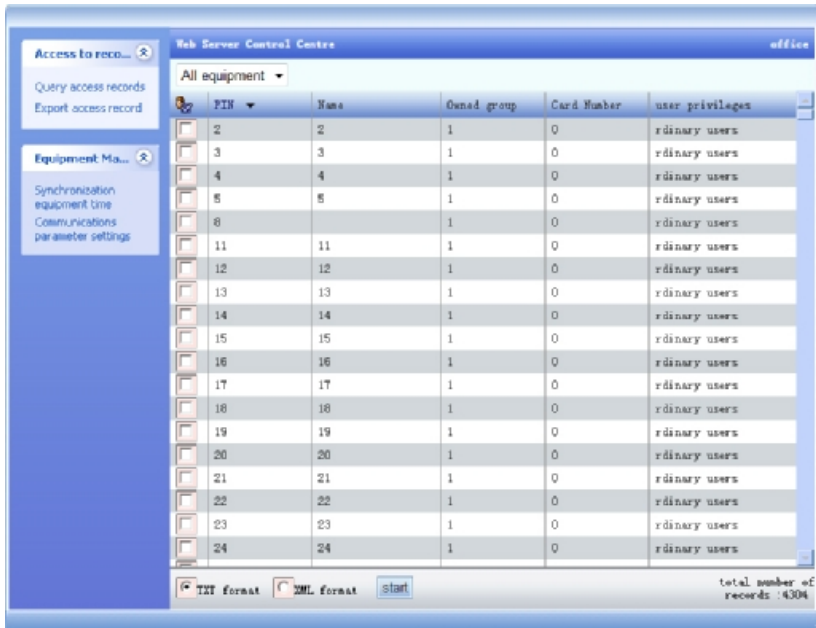 Access to reco...
Query access records
Export access record
Equipment Ma...
Synchronization
equipment time
Communications
parameter settings
Web Server Control Centre office
All equipment
PIN Name Owned group Card Number user privileges
2 2 1 0 rdinary users
3 3 1 0 rdinary users
4 4 1 0 rdinary users
5 5 1 0 rdinary users
8 1 0 rdinary users
11 11 1 0 rdinary users
12 12 1 0 rdinary users
13 13 1 0 rdinary users
14 14 1 0 rdinary users
15 15 1 0 rdinary users
16 16 1 0 rdinary users
17 17 1 0 rdinary users
18 18 1 0 rdinary users
19 19 1 0 rdinary users
20 20 1 0 rdinary users
21 21 1 0 rdinary users
22 22 1 0 rdinary users
23 23 1 0 rdinary users
24 24 1 0 rdinary users
TXT format XML format start
total number of
records :4304